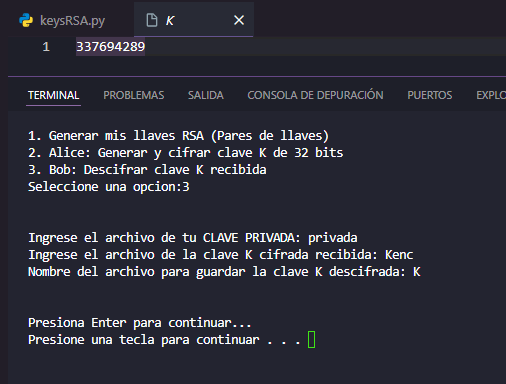 keysRSA.py K
1 337694289
TERMINAL PROBLEMAS SALIDA CONSOLA DE DEPURACIÓN PUERTOS EXPLO
1. Generar mis llaves RSA (Pares de llaves)
2. Alice: Generar y cifrar clave K de 32 bits
3. Bob: Descifrar clave K recibida
Seleccione una opcion:3
Ingrese el archivo de tu CLAVE PRIVADA: privada
Ingrese el archivo de la clave K cifrada recibida: Kenc
Nombre del archivo para guardar la clave K descifrada: K
Presiona Enter para continuar...
Presione una tecla para continuar . . .